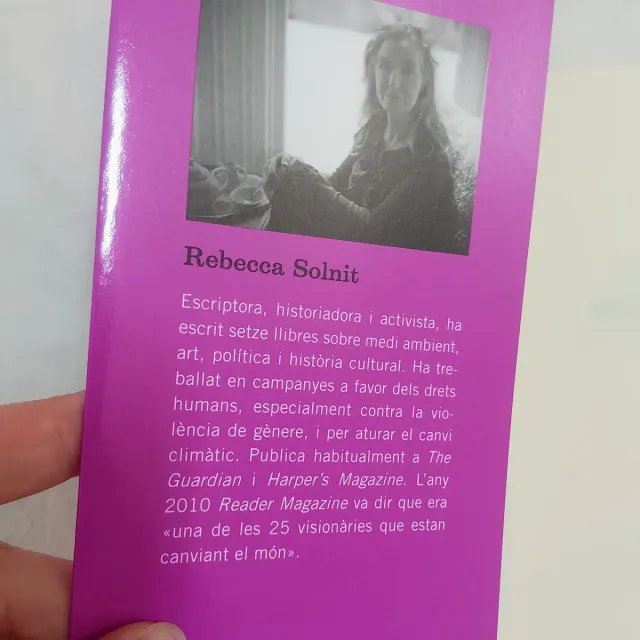 Rebecca Solnit
Escriptora, historiadora i activista, ha
escrit setze llibres sobre medi ambient,
art, política i història cultural. Ha tre-
ballat en campanyes a favor dels drets
humans, especialment contra la vio-
lència de gènere, i per aturar el canvi
climàtic. Publica habitualment a The
Guardian i Harper's Magazine. L'any
2010 Reader Magazine va dir que era
«una de les 25 visionàries que estan
canviant el món».